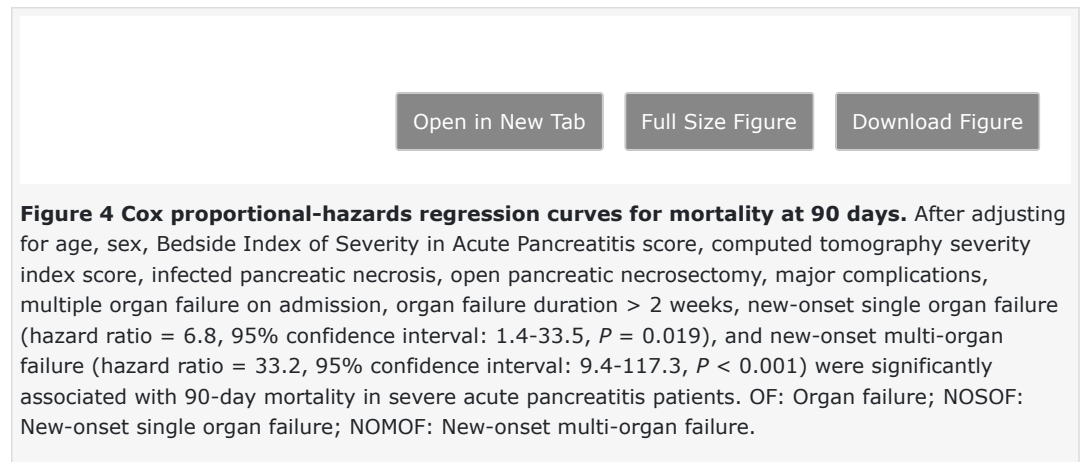 Open in New Tab Full Size Figure Download Figure
Figure 4 Cox proportional-hazards regression curves for mortality at 90 days. After adjusting
for age, sex, Bedside Index of Severity in Acute Pancreatitis score, computed tomography severity
index score, infected pancreatic necrosis, open pancreatic necrosectomy, major complications,
multiple organ failure on admission, organ failure duration > 2 weeks, new-onset single organ failure
(hazard ratio = 6.8, 95% confidence interval: 1.4-33.5, P = 0.019), and new-onset multi-organ
failure (hazard ratio = 33.2, 95% confidence interval: 9.4-117.3, P < 0.001) were significantly
associated with 90-day mortality in severe acute pancreatitis patients. OF: Organ failure; NOSOF:
New-onset single organ failure; NOMOF: New-onset multi-organ failure.